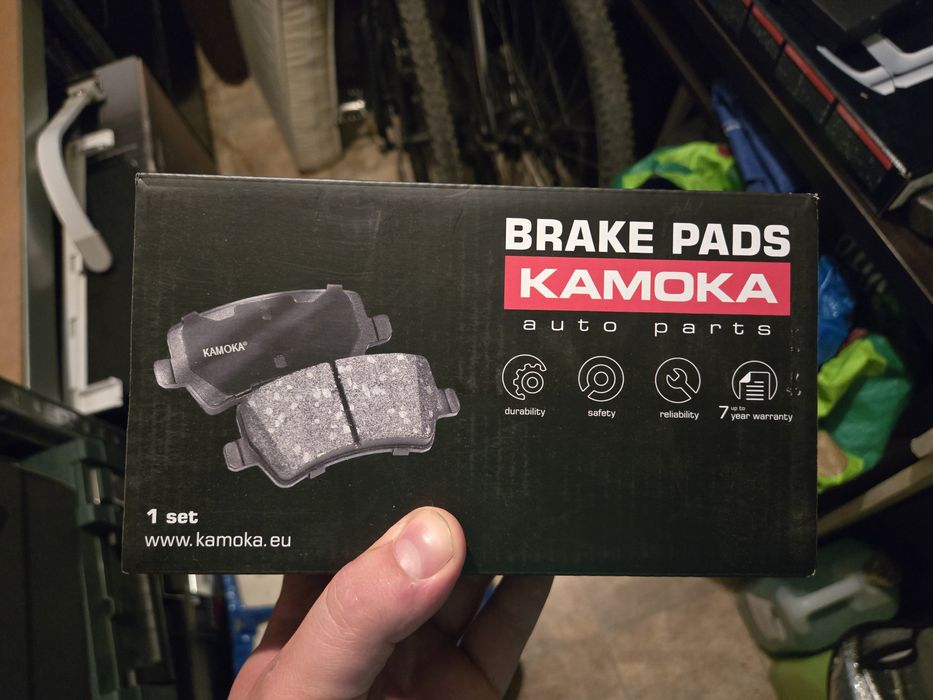 BRAKE PADS
KAMOKA
auto parts
durability
safety
reliability
7 up to year warranty
KAMOKA®
1 set
www.kamoka.eu